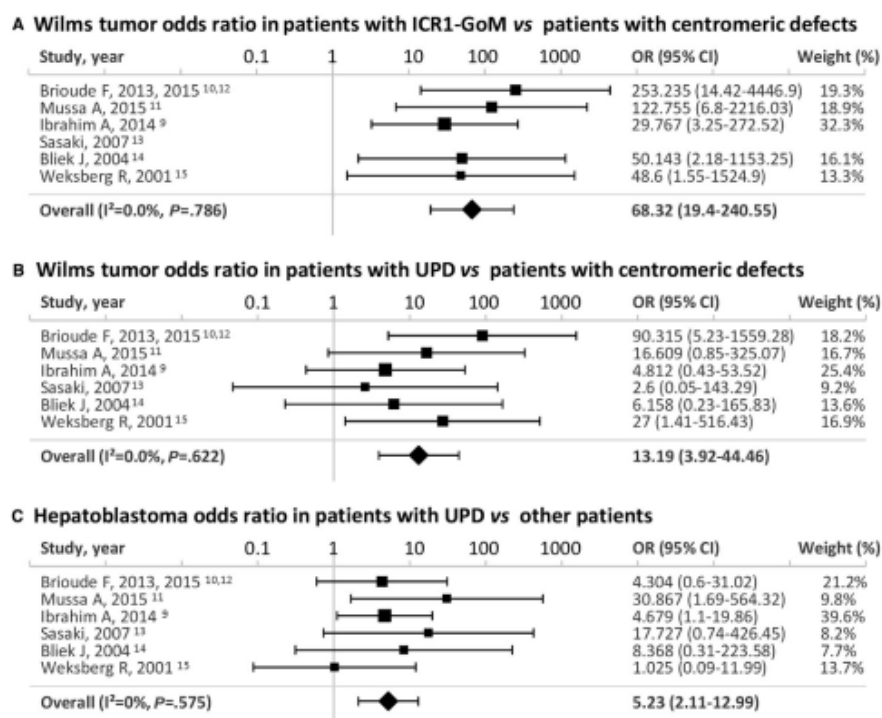 A Wilms tumor odds ratio in patients with ICR1-GoM vs patients with centromeric defects
Study, year 0.1 1 10 100 1000 OR (95% CI) Weight (%)
Brioude F, 2013, 2015 10,12 253.235 (14.42-4446.9) 19.3%
Mussa A, 2015 11 122.755 (6.8-2216.03) 18.9%
Ibrahim A, 2014 9 29.767 (3.25-272.52) 32.3%
Sasaki, 2007 13
Bliek J, 2004 14 50.143 (2.18-1153.25) 16.1%
Weksberg R, 2001 15 48.6 (1.55-1524.9) 13.3%
Overall (I²=0.0%, P=.786) 68.32 (19.4-240.55)
B Wilms tumor odds ratio in patients with UPD vs patients with centromeric defects
Study, year 0.1 1 10 100 1000 OR (95% CI) Weight (%)
Brioude F, 2013, 2015 10,12 90.315 (5.23-1559.28) 18.2%
Mussa A, 2015 11 16.609 (0.85-325.07) 16.7%
Ibrahim A, 2014 9 4.812 (0.43-53.52) 25.4%
Sasaki, 2007 13 2.6 (0.05-143.29) 9.2%
Bliek J, 2004 14 6.158 (0.23-165.83) 13.6%
Weksberg R, 2001 15 27 (1.41-516.43) 16.9%
Overall (I²=0.0%, P=.622) 13.19 (3.92-44.46)
C Hepatoblastoma odds ratio in patients with UPD vs other patients
Study, year 0.1 1 10 100 1000 OR (95% CI) Weight (%)
Brioude F, 2013, 2015 10,12 4.304 (0.6-31.02) 21.2%
Mussa A, 2015 11 30.867 (1.69-564.32) 9.8%
Ibrahim A, 2014 9 4.679 (1.1-19.86) 39.6%
Sasaki, 2007 13 17.727 (0.74-426.45) 8.2%
Bliek J, 2004 14 8.368 (0.31-223.58) 7.7%
Weksberg R, 2001 15 1.025 (0.09-11.99) 13.7%
Overall (I²=0%, P=.575) 5.23 (2.11-12.99)